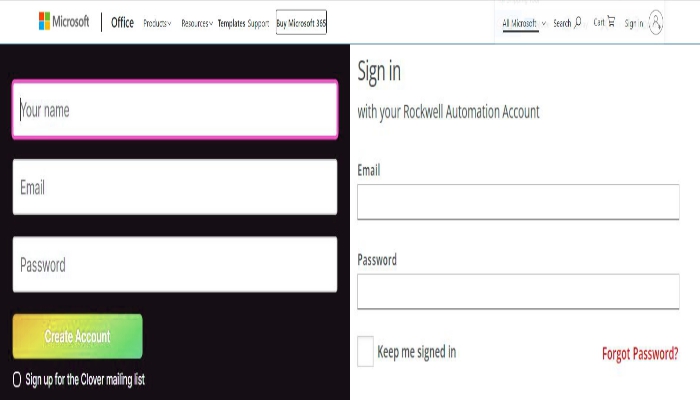 Microsoft Office Products Resources Templates Support Buy Microsoft 365 All Microsoft Search Cart Sign in
Your name
Email
Password
Create Account
Sign up for the Clover mailing list
Sign in
with your Rockwell Automation Account
Email
Password
Keep me signed in Forgot Password?